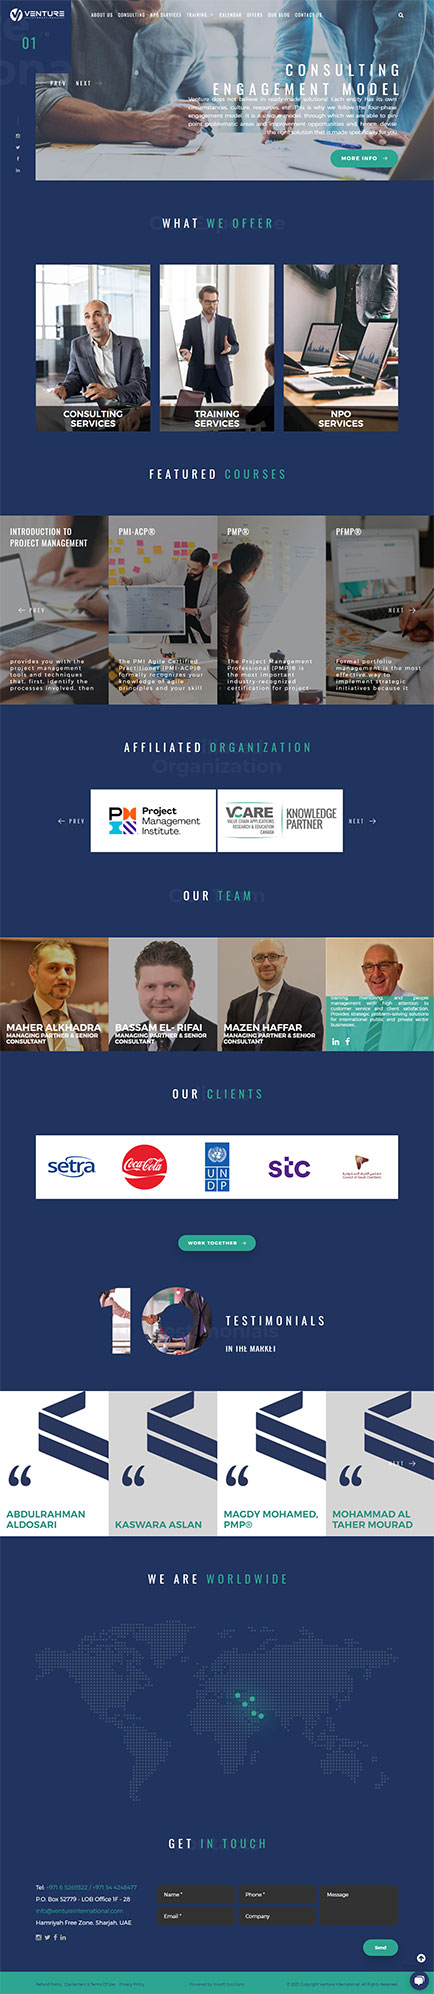 VENTURE
ABOUT US CONSULTING NPO SERVICES TRAINING CALENDAR OFFERS OUR BLOG CONTACT US
01
PREV NEXT
CONSULTING
ENGAGEMENT MODEL
Venture does not believe in ready-made solutions! Each entity has its own
circumstances, culture, resources, etc. This is why we follow the four-phase
engagement model. It is a unique model, through which we are able to pin-
point problematic areas and improvement opportunities and, hence, devise
the right solution that is made specifically for you.
MORE INFO
WHAT WE OFFER
CONSULTING
SERVICES
TRAINING
SERVICES
NPO
SERVICES
FEATURED COURSES
INTRODUCTION TO
PROJECT MANAGEMENT
PREV
provides you with the
project management
tools and techniques
that, first, identify the
processes involved, then
PMI-ACP®
The PMI Agile Certified
Practitioner (PMI-ACP)®
formally recognizes your
knowledge of agile
principles and your skill
PMP®
The Project Management
Professional (PMP)® is
the most important
industry-recognized
certification for project
PFMP®
NEXT
Formal portfolio
management is the most
effective way to
implement strategic
initiatives because it
AFFILIATED ORGANIZATION
Organization
PREV
Project
Management
Institute.
VCARE
VALUE CHAIN APPLICATIONS
RESEARCH & EDUCATION
CANADA
KNOWLEDGE
PARTNER
NEXT
OUR TEAM
MAHER ALKHADRA
MANAGING PARTNER & SENIOR
CONSULTANT
BASSAM EL- RIFAI
MANAGING PARTNER & SENIOR
CONSULTANT
MAZEN HAFFAR
MANAGING PARTNER & SENIOR
CONSULTANT
training, mentoring, and people
management with high attention to
customer service and client satisfaction.
Provides strategic problem-solving solutions
for international public and private sector
businesses.
OUR CLIENTS
setra
Coca-Cola
UN
DP
stc
Council of Saudi Chambers
WORK TOGETHER
10
TESTIMONIALS
IN THE MARKET
“
ABDULRAHMAN
ALDOSARI
“
KASWARA ASLAN
“
MAGDY MOHAMED,
PMP®
NEXT
“
MOHAMMAD AL
TAHER MOURAD
WE ARE WORLDWIDE
GET IN TOUCH
Tel: +971 6 5269522 / +971 54 4248477
P.O. Box 52779 - LOB Office 1F - 28
info@ventureinternational.com
Hamriyah Free Zone, Sharjah, UAE
Name *
Phone *
Message
Email *
Company
Send
Refund Policy Disclaimers & Terms Of Use Privacy Policy
© 2021 Copyright Venture International. All Rights Reserved